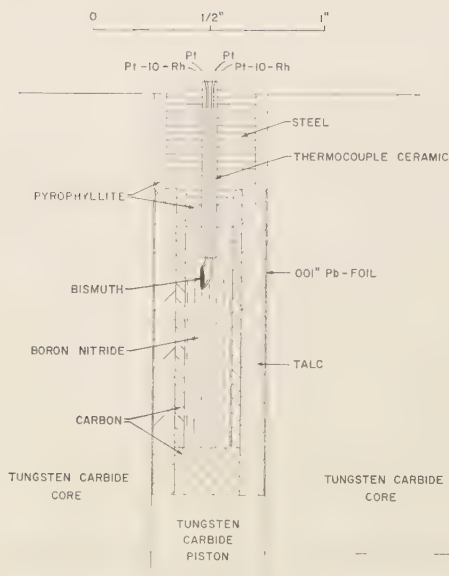 0 1/2" 1"
Pt Pt
Pt-10-Rh Pt-10-Rh
STEEL
THERMOCOUPLE CERAMIC
PYROPHYLLITE
BISMUTH
001" Pb-FOIL
BORON NITRIDE
TALC
CARBON
TUNGSTEN CARBIDE
CORE
TUNGSTEN CARBIDE
CORE
TUNGSTEN
CARBIDE
PISTON